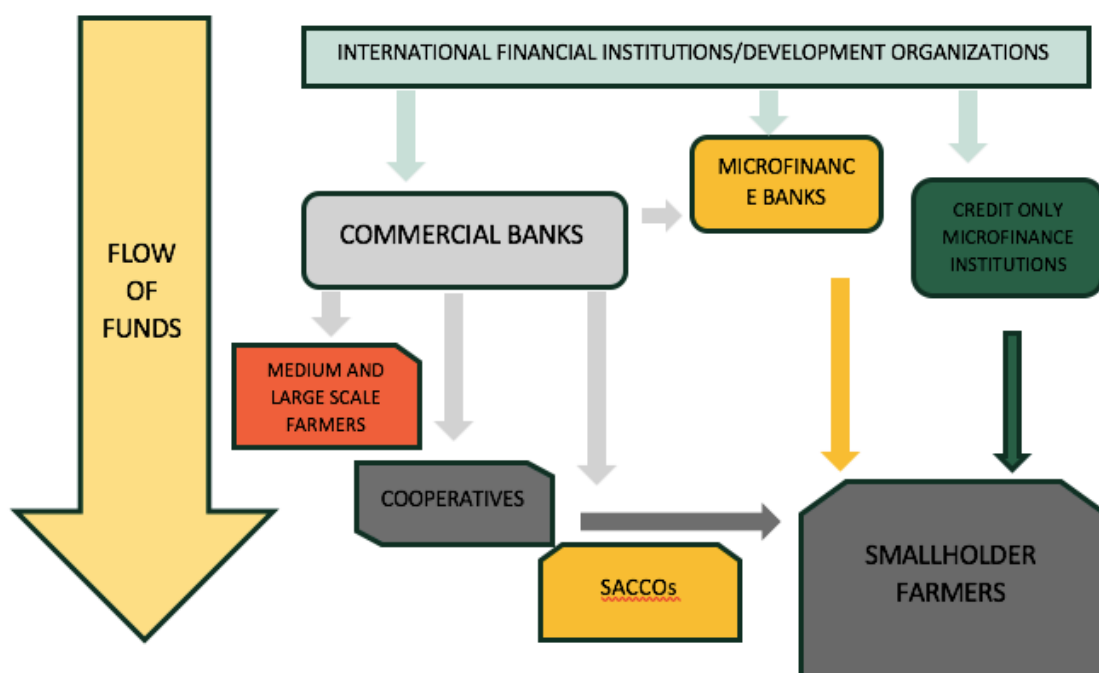 INTERNATIONAL FINANCIAL INSTITUTIONS/DEVELOPMENT ORGANIZATIONS
MICROFINANC
E BANKS
CREDIT ONLY
MICROFINANCE
INSTITUTIONS
COMMERCIAL BANKS
FLOW
OF
FUNDS
MEDIUM AND
LARGE SCALE
FARMERS
COOPERATIVES
SACCOs
SMALLHOLDER
FARMERS